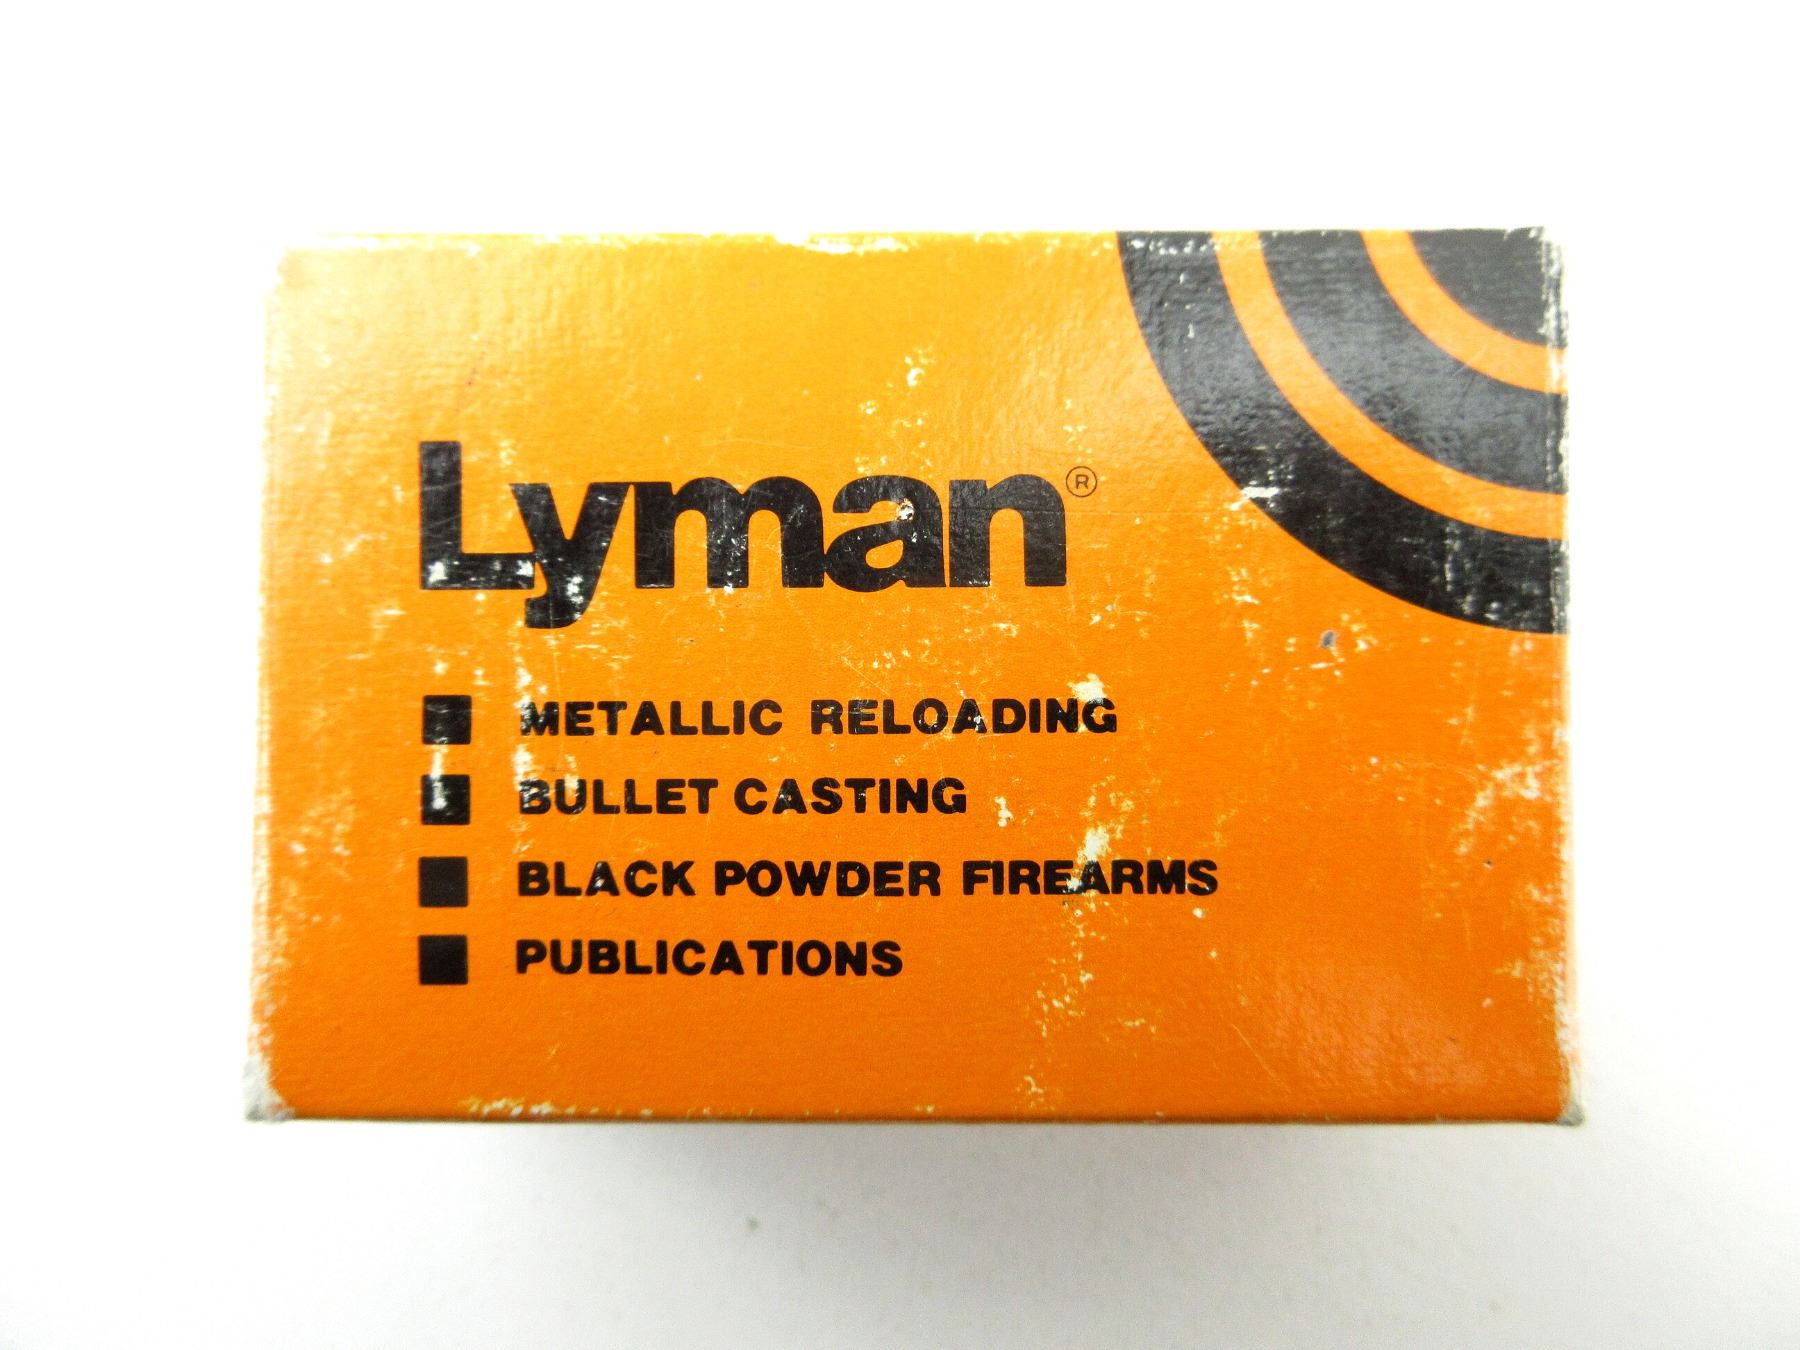 Lyman®
METALLIC RELOADING
BULLET CASTING
BLACK POWDER FIREARMS
PUBLICATIONS